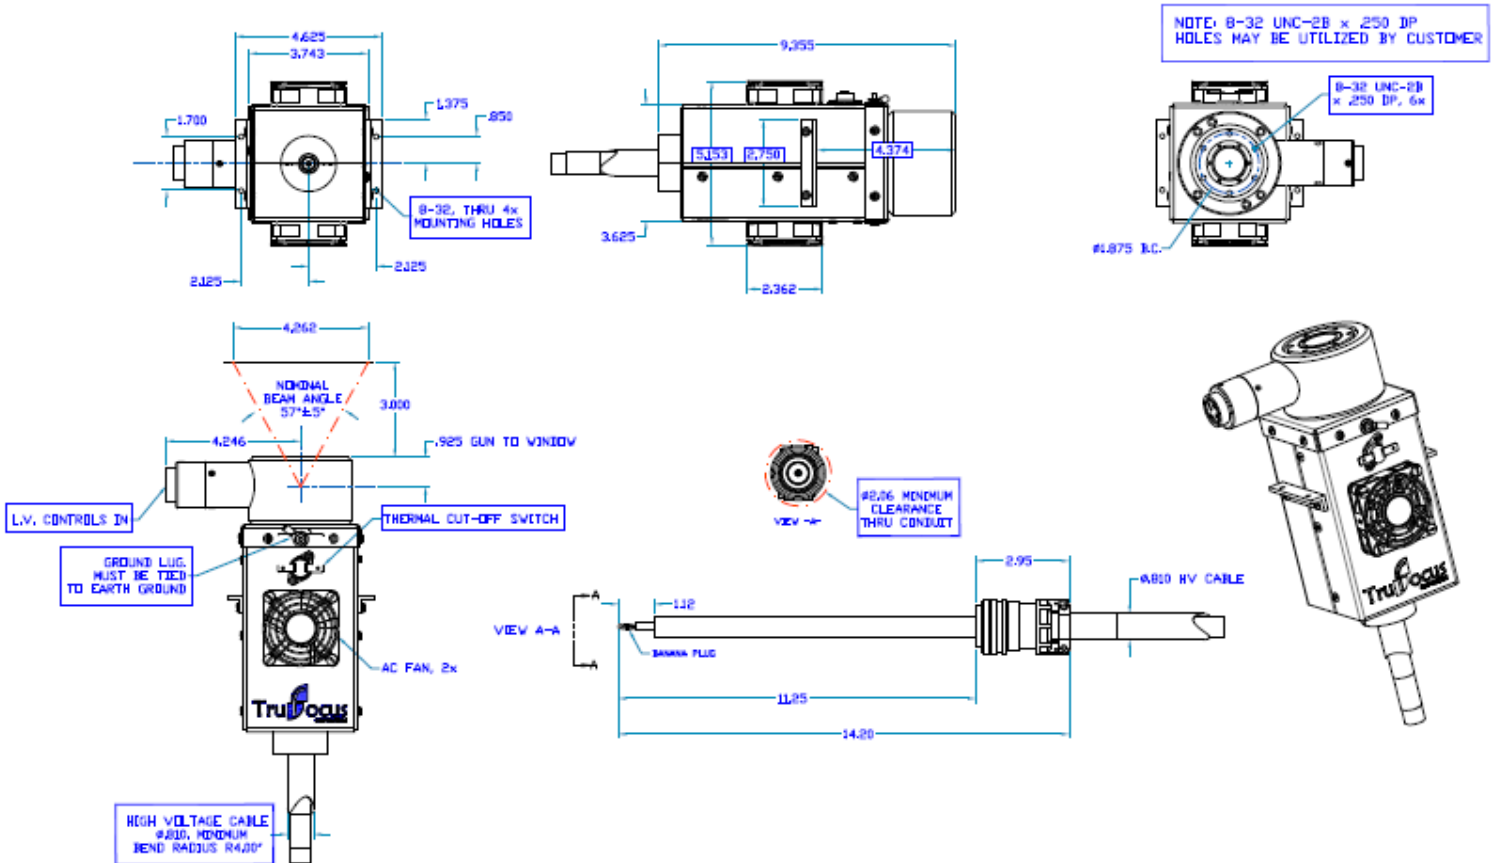 4.625
3.743
1.375
.850
1.700
8-32, THRU 4x
MOUNTING HOLES
2.125
2.125
9.355
5.153
2.750
4.374
3.625
2.362
NOTE: 8-32 UNC-2B x .250 DP
HOLES MAY BE UTILIZED BY CUSTOMER
8-32 UNC-2B
x .250 DP, 6x
ø1.875 B.C.
4.262
NOMINAL
BEAM ANGLE
57°±5°
3.000
4.246
.925 GUN TO WINDOW
L.V. CONTROLS IN
THERMAL CUT-OFF SWITCH
GROUND LUG.
MUST BE TIED
TO EARTH GROUND
AC FAN, 2x
TruFocus
HIGH VOLTAGE CABLE
ø.810, MINIMUM
BEND RADIUS R4.00"
VIEW -A-
ø2.06 MINIMUM
CLEARANCE
THRU CONDUIT
2.95
ø.810 HV CABLE
1.12
A
VIEW A-A
A
BANANA PLUG
11.25
14.20
TruFocus